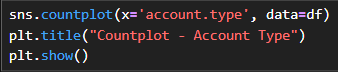 sns.countplot(x='account.type', data=df)
plt.title("Countplot - Account Type")
plt.show()